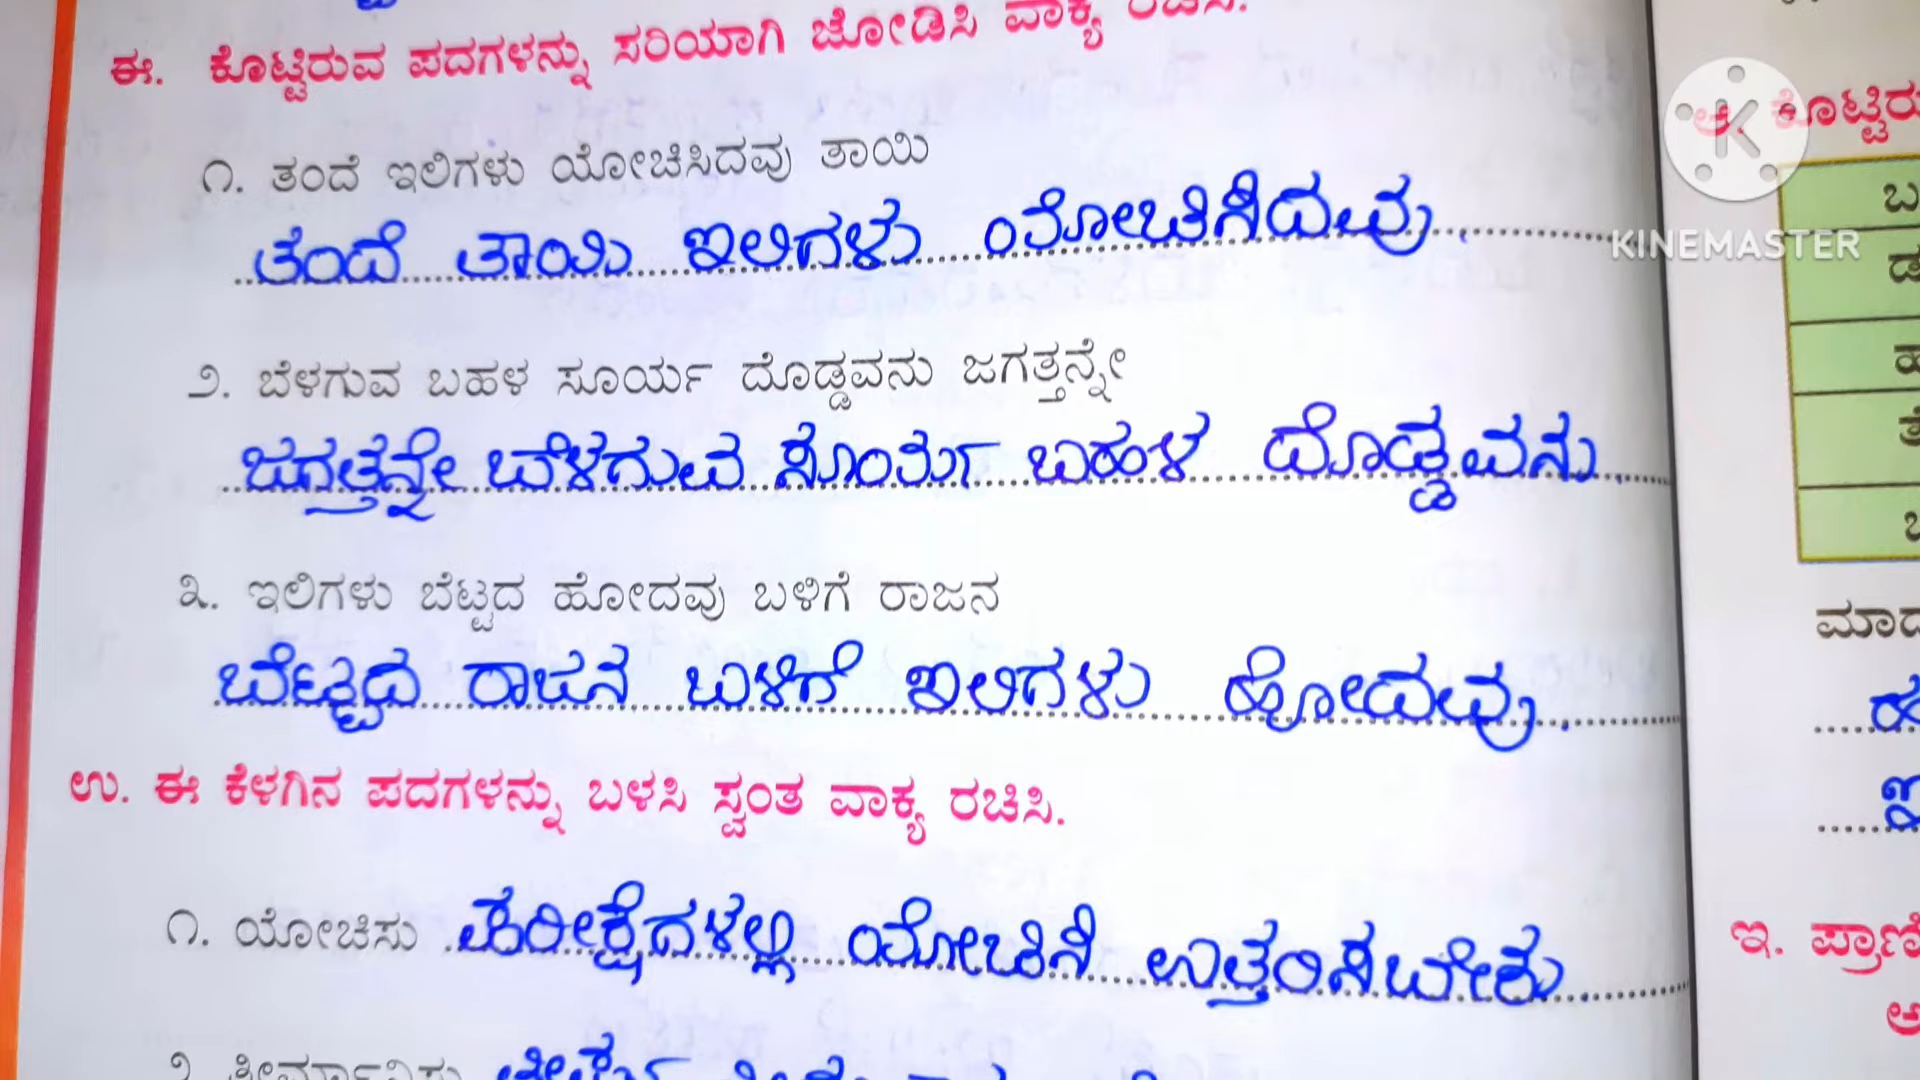 ಈ. ಕೊಟ್ಟಿರುವ ಪದಗಳನ್ನು ಸರಿಯಾಗಿ ಜೋಡಿಸಿ ವಾಕ್ಯ ರಚಿಸಿ.
೧. ತಂದೆ ಇಲಿಗಳು ಯೋಚಿಸಿದವು ತಾಯಿ
ತಂದೆ ತಾಯಿ ಇಲಿಗಳು ಯೋಚಿಸಿದವು.
೨. ಬೆಳಗುವ ಬಹಳ ಸೂರ್ಯ ದೊಡ್ಡವನು ಜಗತ್ತನ್ನೇ
ಜಗತ್ತನ್ನೇ ಬೆಳಗುವ ಸೂರ್ಯ ಬಹಳ ದೊಡ್ಡವನು.
೩. ಇಲಿಗಳು ಬೆಟ್ಟದ ಹೋದವು ಬಳಿಗೆ ರಾಜನ
ಬೆಟ್ಟದ ರಾಜನ ಬಳಿಗೆ ಇಲಿಗಳು ಹೋದವು.
ಉ. ಈ ಕೆಳಗಿನ ಪದಗಳನ್ನು ಬಳಸಿ ಸ್ವಂತ ವಾಕ್ಯ ರಚಿಸಿ.
೧. ಯೋಚಿಸು ಪರೀಕ್ಷೆಗಳಲ್ಲಿ ಯೋಚಿಸಿ ಉತ್ತರಿಸಬೇಕು
K
KINEMASTER
ಕೊಟ್ಟಿರು
ಇ. ಪ್ರಾಣಿ